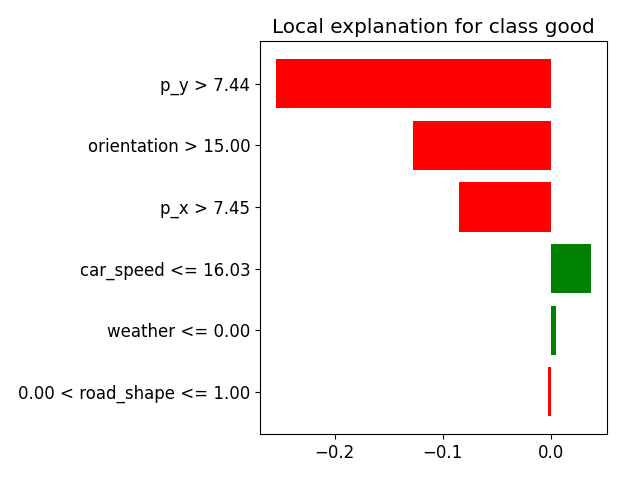 Local explanation for class good
p_y > 7.44
orientation > 15.00
p_x > 7.45
car_speed <= 16.03
weather <= 0.00
0.00 < road_shape <= 1.00
−0.2 −0.1 0.0